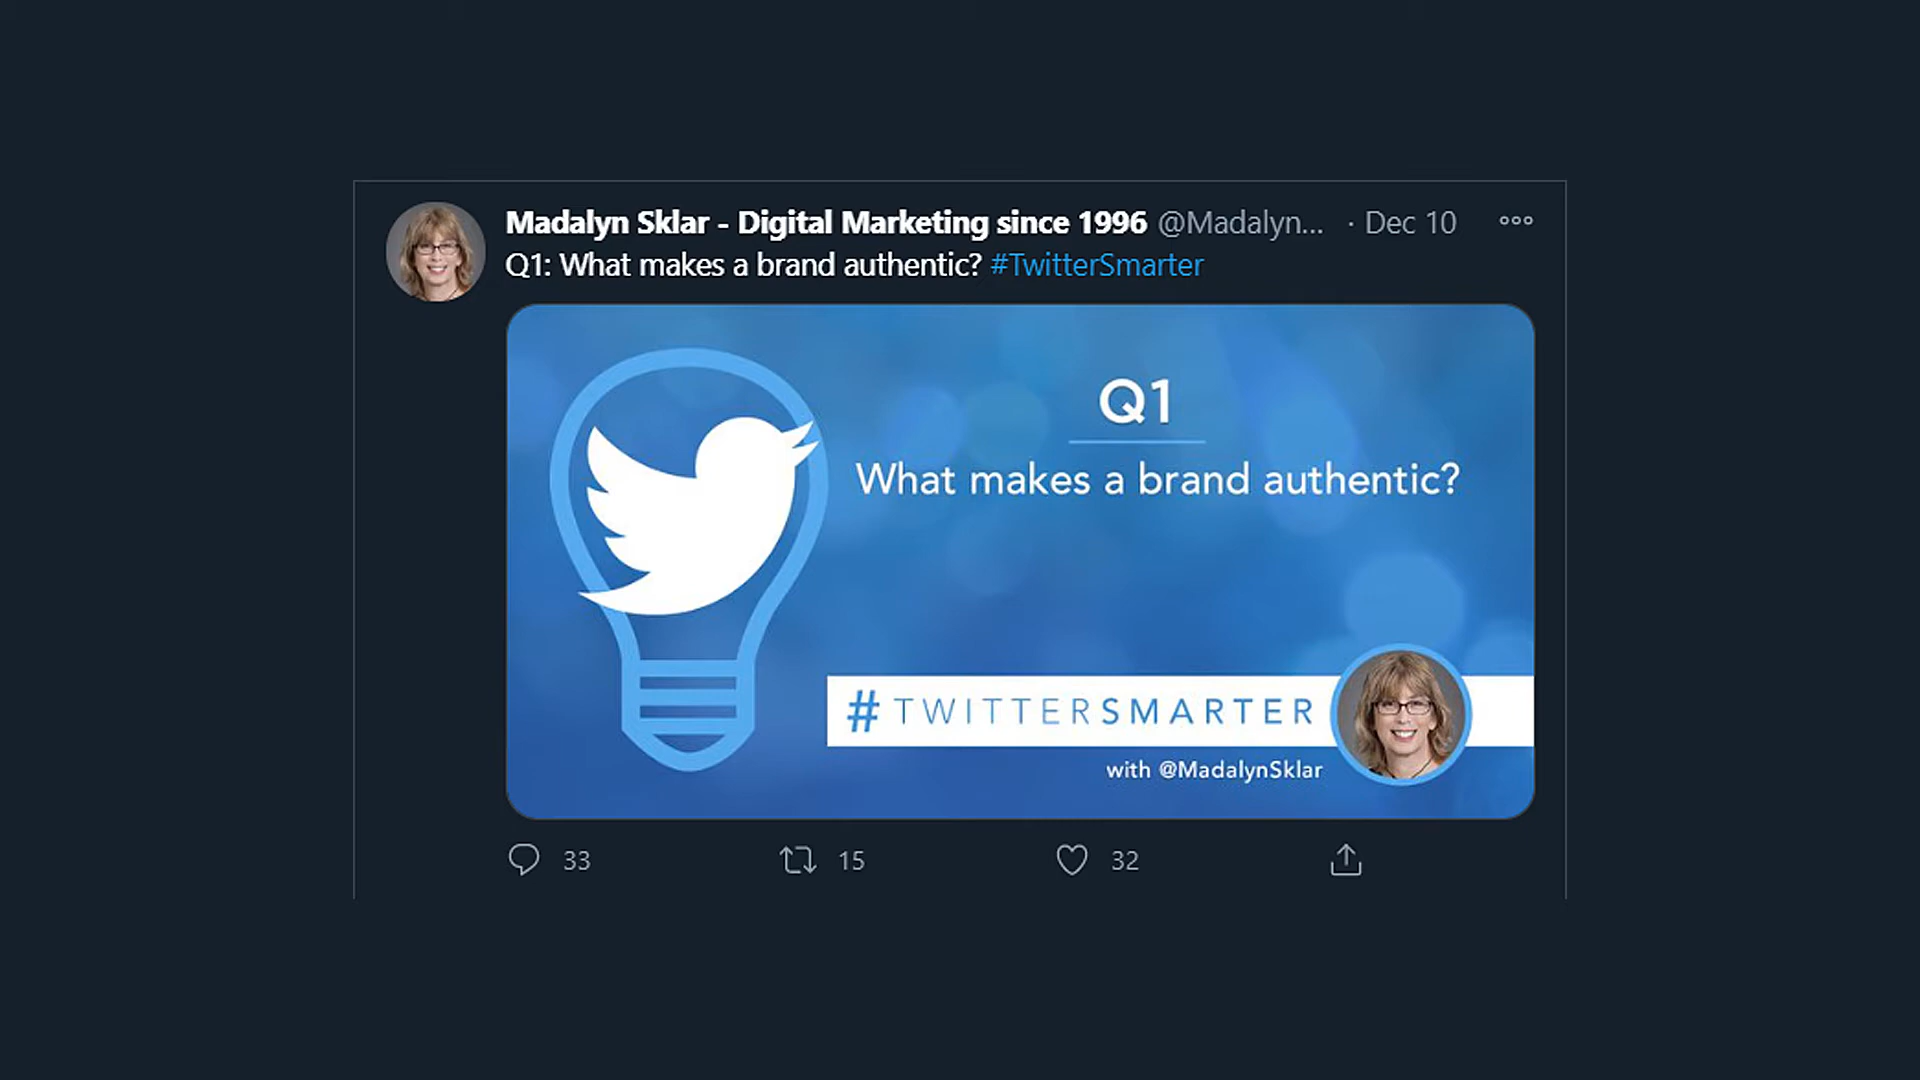 Madalyn Sklar - Digital Marketing since 1996 @Madalyn... · Dec 10
Q1: What makes a brand authentic? #TwitterSmarter
Q1
What makes a brand authentic?
#TWITTERSMARTER
with @MadalynSklar
33 15 32